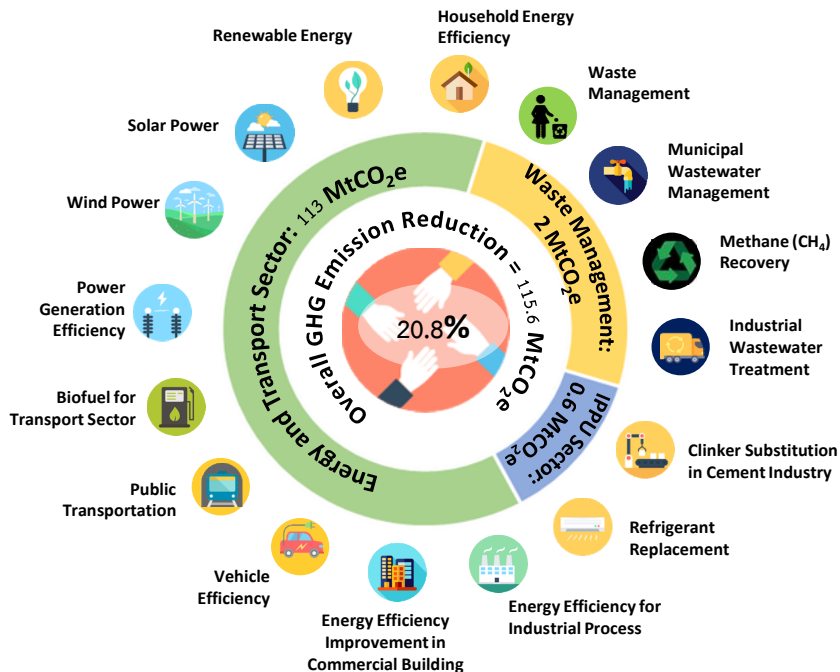 Renewable Energy
Household Energy
Efficiency
Waste
Management
Solar Power
Municipal
Wastewater
Management
Wind Power
Methane (CH₄)
Recovery
Power
Generation
Efficiency
Industrial
Wastewater
Treatment
Biofuel for
Transport Sector
Clinker Substitution
in Cement Industry
Public
Transportation
Refrigerant
Replacement
Vehicle
Efficiency
Energy Efficiency
Improvement in
Commercial Building
Energy Efficiency for
Industrial Process
Energy and Transport Sector: 113 MtCO₂e
Waste Management:
2 MtCO₂e
IPPU Sector:
0.6 MtCO₂e
Overall GHG Emission Reduction = 115.6 MtCO₂e
20.8%